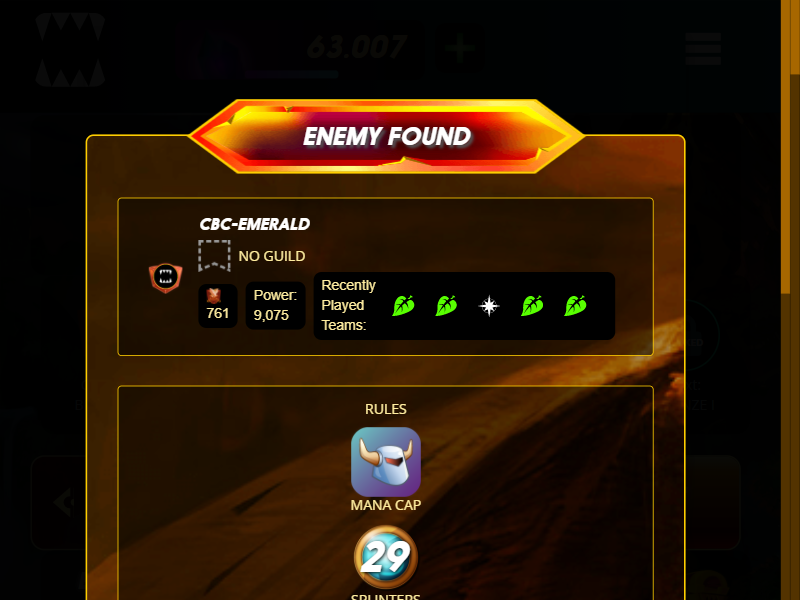 63.007
ENEMY FOUND
CBC-EMERALD
NO GUILD
761
Power:
9,075
Recently
Played
Teams:
RULES
MANA CAP
29
SPLINTERS